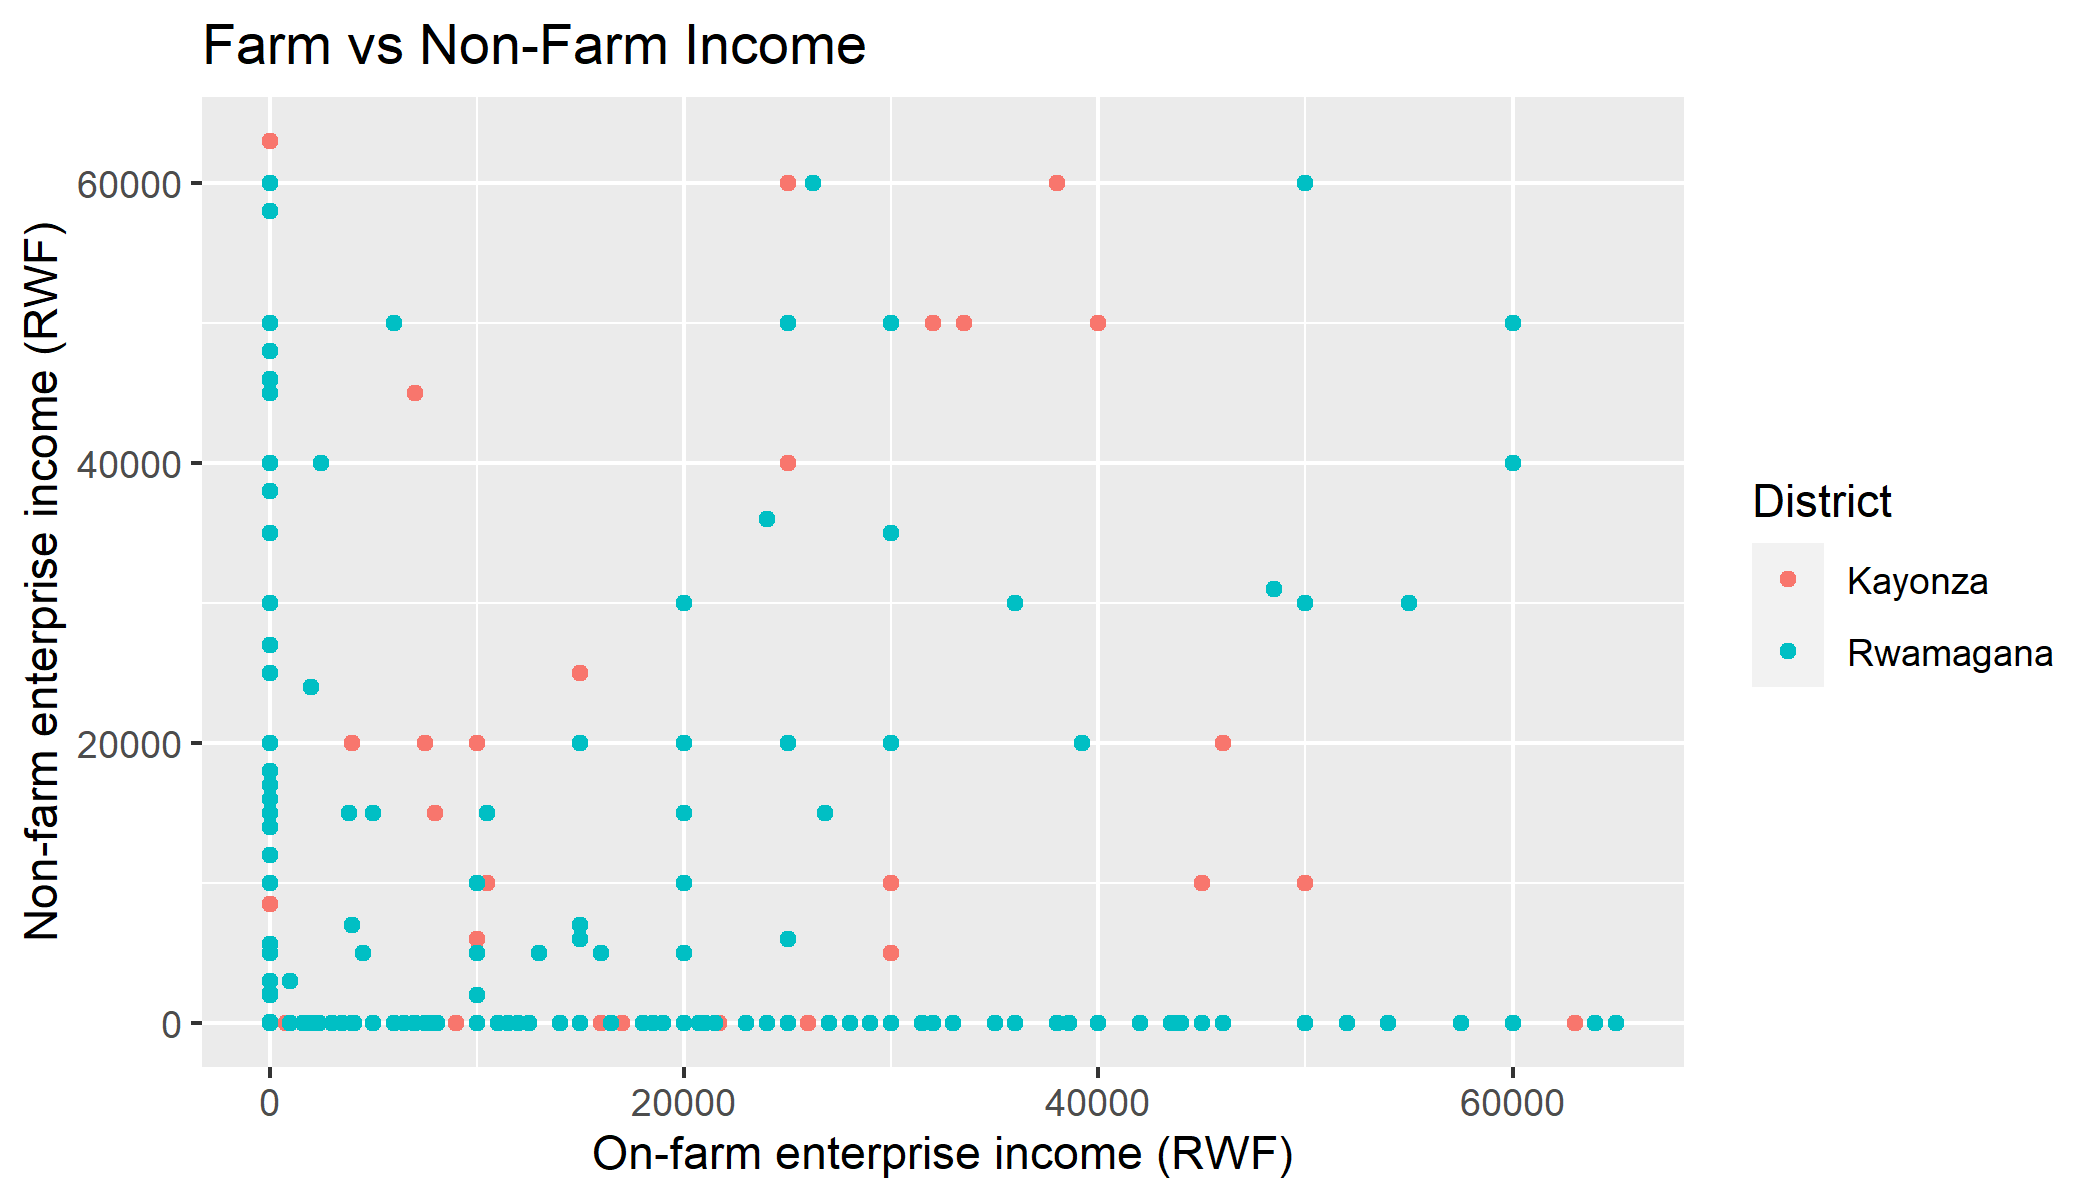 Farm vs Non-Farm Income
Non-farm enterprise income (RWF)
60000
40000
20000
0
0 20000 40000 60000
On-farm enterprise income (RWF)
District
Kayonza
Rwamagana